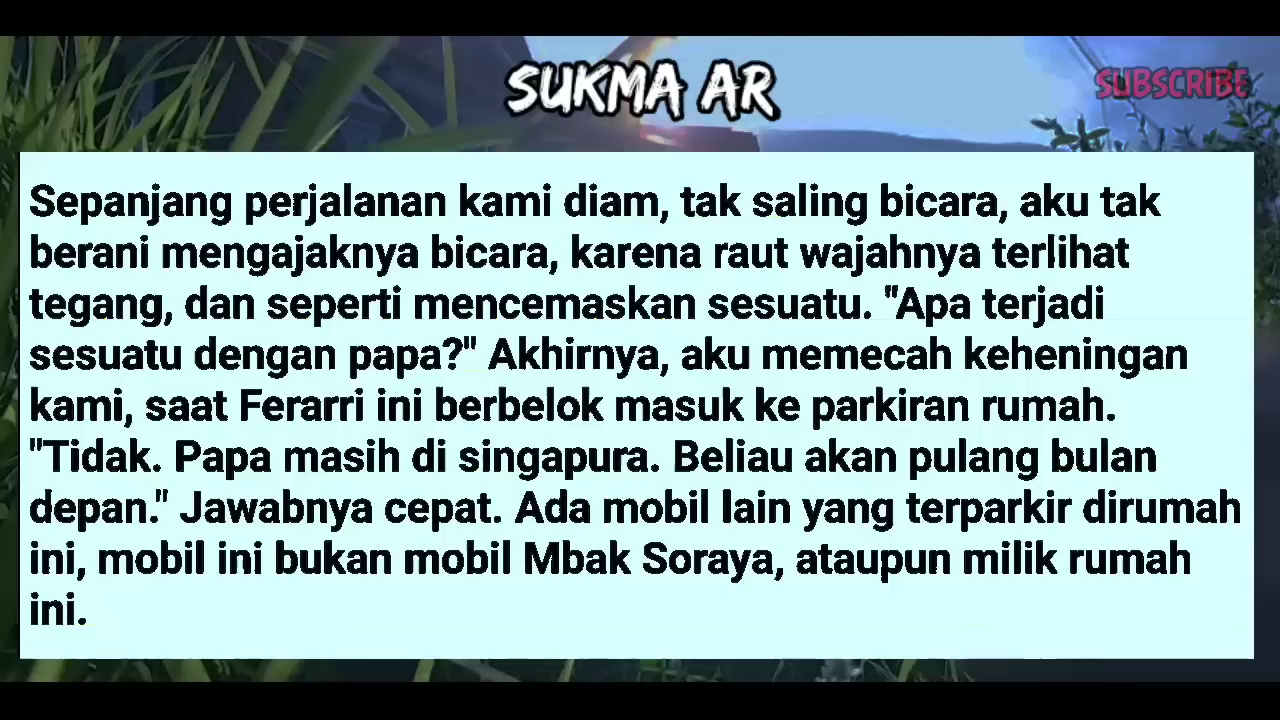 SUKMA AR
SUBSCRIBE
Sepanjang perjalanan kami diam, tak saling bicara, aku tak
berani mengajaknya bicara, karena raut wajahnya terlihat
tegang, dan seperti mencemaskan sesuatu. "Apa terjadi
sesuatu dengan papa?" Akhirnya, aku memecah keheningan
kami, saat Ferarri ini berbelok masuk ke parkiran rumah.
"Tidak. Papa masih di singapura. Beliau akan pulang bulan
depan." Jawabnya cepat. Ada mobil lain yang terparkir dirumah
ini, mobil ini bukan mobil Mbak Soraya, ataupun milik rumah
ini.